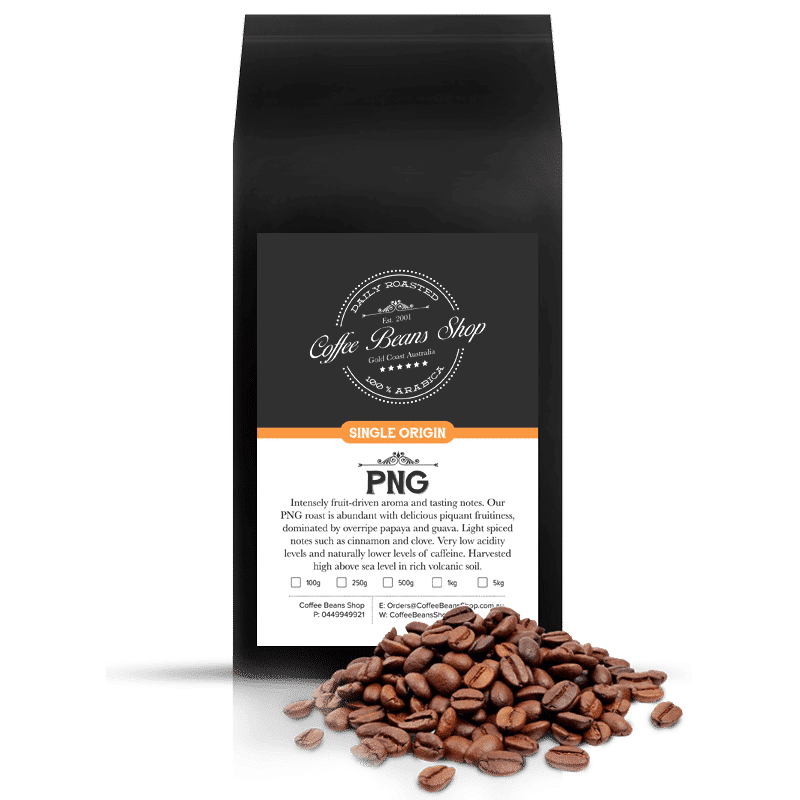 DAILY ROASTED
Est. 2001
Coffee Beans Shop
Gold Coast Australia
100% ARABICA
SINGLE ORIGIN
PNG
Intensely fruit-driven aroma and tasting notes. Our
PNG roast is abundant with delicious piquant fruitiness,
dominated by overripe papaya and guava. Light spiced
notes such as cinnamon and clove. Very low acidity
levels and naturally lower levels of caffeine. Harvested
high above sea level in rich volcanic soil.
100g 250g 500g 1kg 5kg
Coffee Beans Shop E: Orders@CoffeeBeansShop.com.au
P: 0449949921 W: CoffeeBeansSho